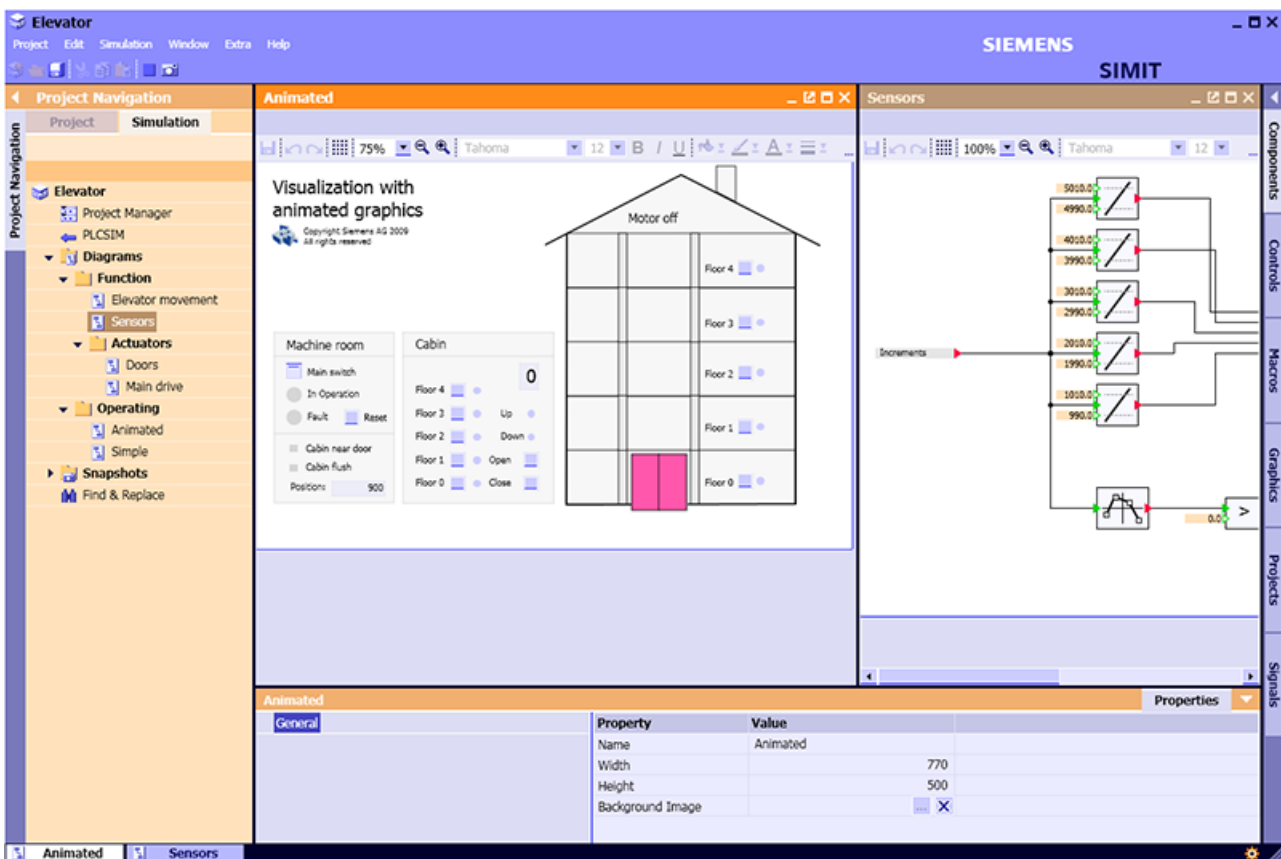 Elevator
Project Edit Simulation Window Extra Help
SIEMENS
SIMIT
Project Navigation
Project Simulation
Project Navigation
Elevator
Project Manager
PLCSIM
Diagrams
Function
Elevator movement
Sensors
Actuators
Doors
Main drive
Operating
Animated
Simple
Snapshots
Find & Replace
Animated
75% Tahoma 12 B I U A
Visualization with
animated graphics
Copyright Siemens AG 2009
All rights reserved
Motor off
Floor 4
Floor 3
Floor 2
Floor 1
Floor 0
Machine room
Main switch
In Operation
Fault Reset
Cabin near door
Cabin flush
Position: 900
Cabin
0
Floor 4
Floor 3 Up
Floor 2 Down
Floor 1 Open
Floor 0 Close
Sensors
100% Tahoma 12
5010.0
4990.0
4010.0
3990.0
3010.0
2990.0
2010.0
1990.0
1010.0
990.0
Increments
0.0
>
Components
Controls
Macros
Graphics
Projects
Signals
Animated
Properties
General
Property Value
Name Animated
Width 770
Height 500
Background Image ...
Animated Sensors